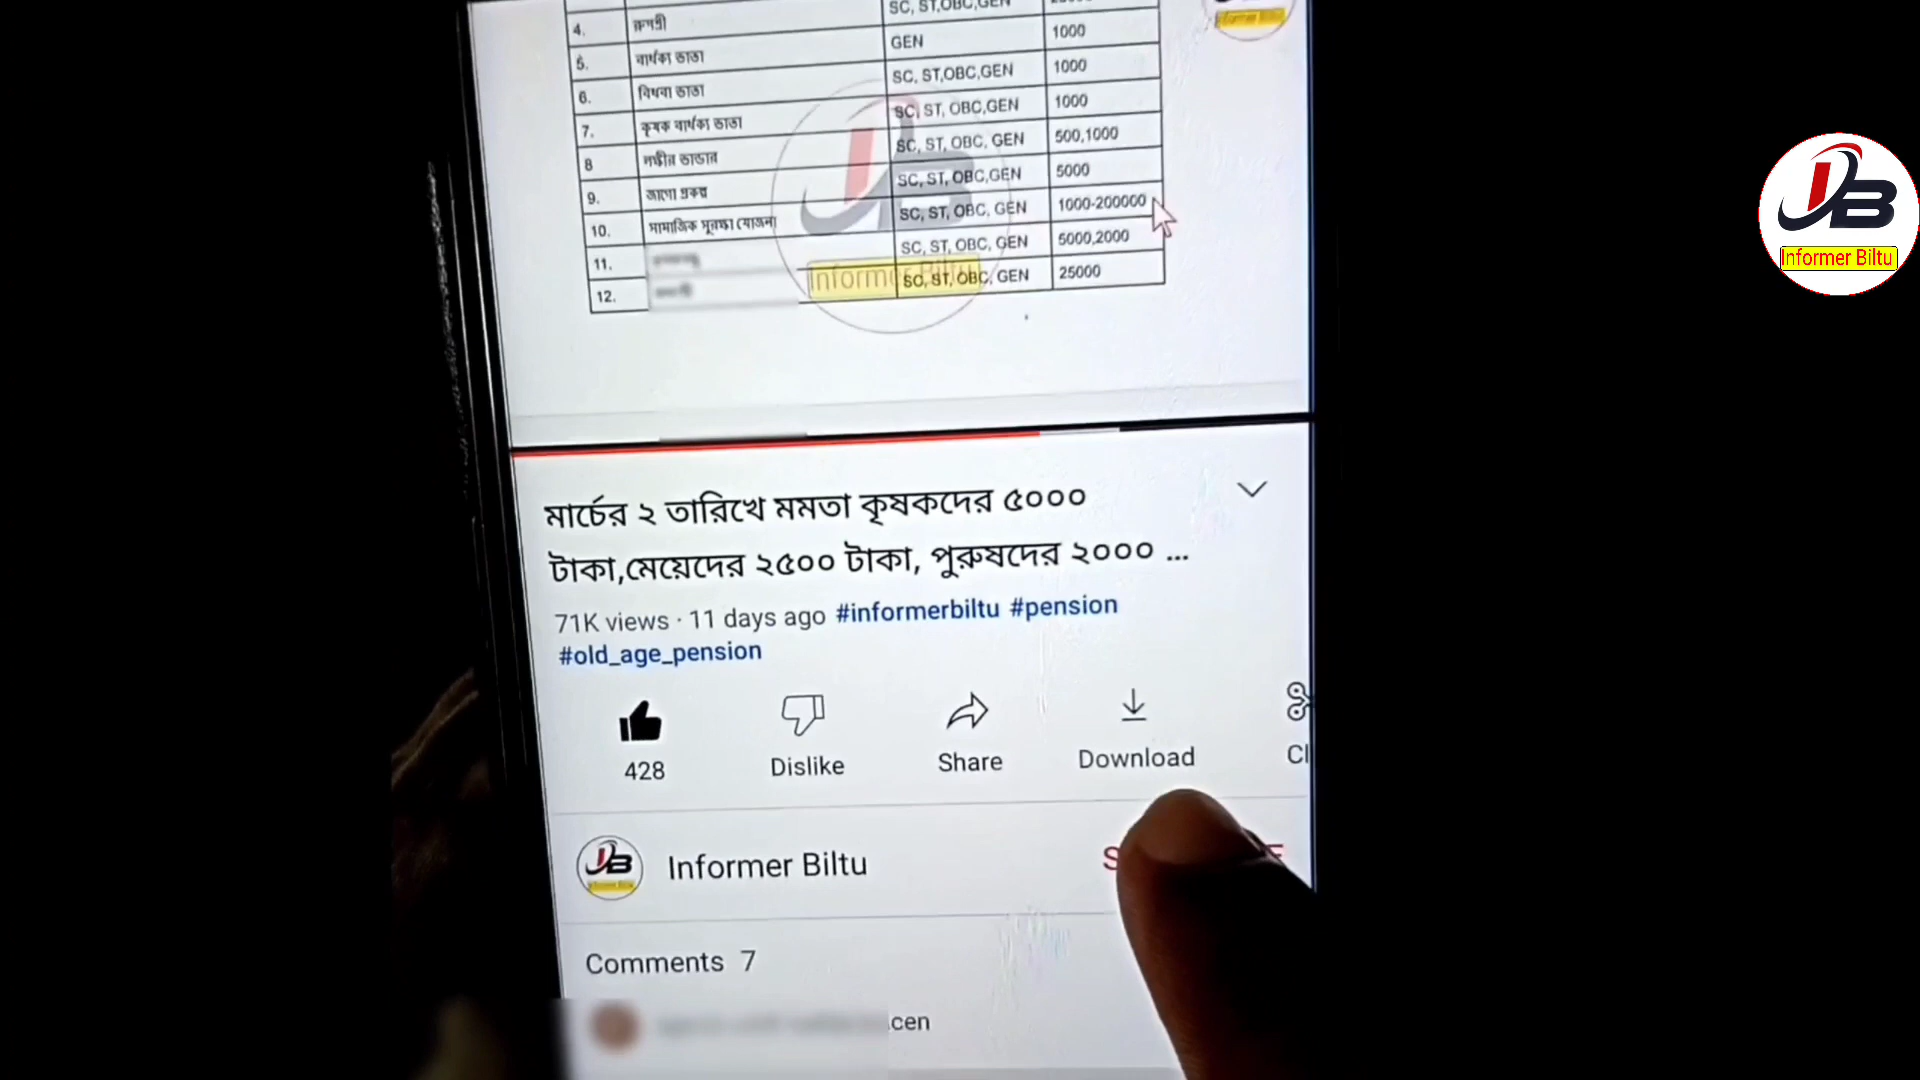 4. রূপশ্রী SC, ST,OBC,GEN
5. বার্ধক্য ভাতা GEN 1000
6. বিধবা ভাতা SC, ST,OBC,GEN 1000
7. কৃষক বার্ধক্য ভাতা SC, ST, OBC,GEN 1000
8 লক্ষীর ভান্ডার SC, ST, OBC, GEN 500,1000
9. জাগো প্রকল্প SC, ST, OBC,GEN 5000
10. সামাজিক সুরক্ষা যোজনা SC, ST, OBC, GEN 1000-200000
11. SC, ST, OBC, GEN 5000,2000
12. SC, ST, OBC, GEN 25000
Informer Biltu
মার্চের ২ তারিখে মমতা কৃষকদের ৫০০০
টাকা,মেয়েদের ২৫০০ টাকা, পুরুষদের ২০০০ ...
71K views · 11 days ago #informerbiltu #pension
#old_age_pension
428 Dislike Share Download Cl
Informer Biltu
Comments 7
.cen
Informer Biltu